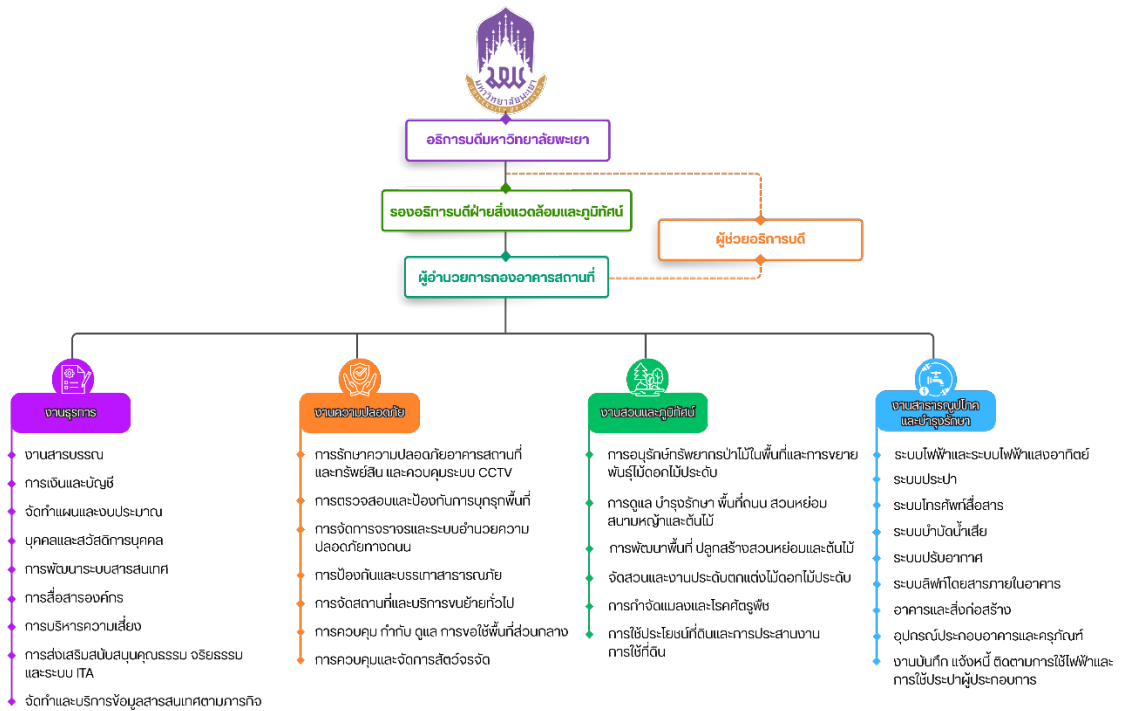 มหาวิทยาลัยพะเยา
UNIVERSITY OF PHAYAO
อธิการบดีมหาวิทยาลัยพะเยา
รองอธิการบดีฝ่ายสิ่งแวดล้อมและภูมิทัศน์
ผู้ช่วยอธิการบดี
ผู้อำนวยการกองอาคารสถานที่
งานธุรการ
งานสารบรรณ
การเงินและบัญชี
จัดทำแผนและงบประมาณ
บุคคลและสวัสดิการบุคคล
การพัฒนาระบบสารสนเทศ
การสื่อสารองค์กร
การบริหารความเสี่ยง
การส่งเสริมสนับสนุนคุณธรรม จริยธรรม
และระบบ ITA
จัดทำและบริการข้อมูลสารสนเทศตามภารกิจ
งานความปลอดภัย
การรักษาความปลอดภัยอาคารสถานที่
และทรัพย์สิน และควบคุมระบบ CCTV
การตรวจสอบและป้องกันการบุกรุกพื้นที่
การจัดการจราจรและระบบอำนวยความ
ปลอดภัยทางถนน
การป้องกันและบรรเทาสาธารณภัย
การจัดสถานที่และบริการขนย้ายทั่วไป
การควบคุม กำกับ ดูแล การขอใช้พื้นที่ส่วนกลาง
การควบคุมและจัดการสัตว์จรจัด
งานสวนและภูมิทัศน์
การอนุรักษ์ทรัพยากรป่าไม้ในพื้นที่และการขยาย
พันธุ์ไม้ดอกไม้ประดับ
การดูแล บำรุงรักษา พื้นที่ถนน สวนหย่อม
สนามหญ้าและต้นไม้
การพัฒนาพื้นที่ ปลูกสร้างสวนหย่อมและต้นไม้
จัดสวนและงานประดับตกแต่งไม้ดอกไม้ประดับ
การกำจัดแมลงและโรคศัตรูพืช
การใช้ประโยชน์ที่ดินและการประสานงาน
การใช้ที่ดิน
งานสาธารณูปโภค
และบำรุงรักษา
ระบบไฟฟ้าและระบบไฟฟ้าแสงอาทิตย์
ระบบประปา
ระบบโทรศัพท์สื่อสาร
ระบบบำบัดน้ำเสีย
ระบบปรับอากาศ
ระบบลิฟท์โดยสารภายในอาคาร
อาคารและสิ่งก่อสร้าง
อุปกรณ์ประกอบอาคารและครุภัณฑ์
งานบันทึก แจ้งหนี้ ติดตามการใช้ไฟฟ้าและ
การใช้ประปาผู้ประกอบการ